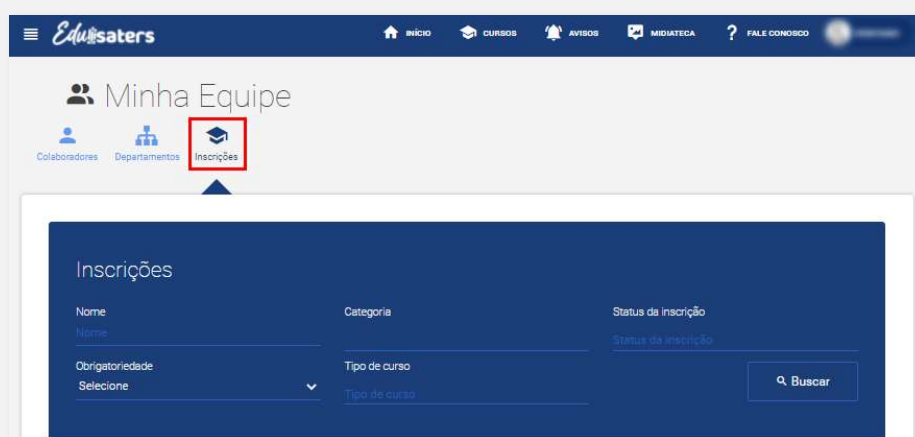 Edusaters INÍCIO CURSOS AVISOS MIDIATECA ? FALE CONOSCO
Minha Equipe
Colaboradores Departamentos Inscrições
Inscrições
Nome Categoria Status da inscrição
Nome Status da inscrição
Obrigatoriedade Tipo de curso
Selecione Tipo de curso Buscar